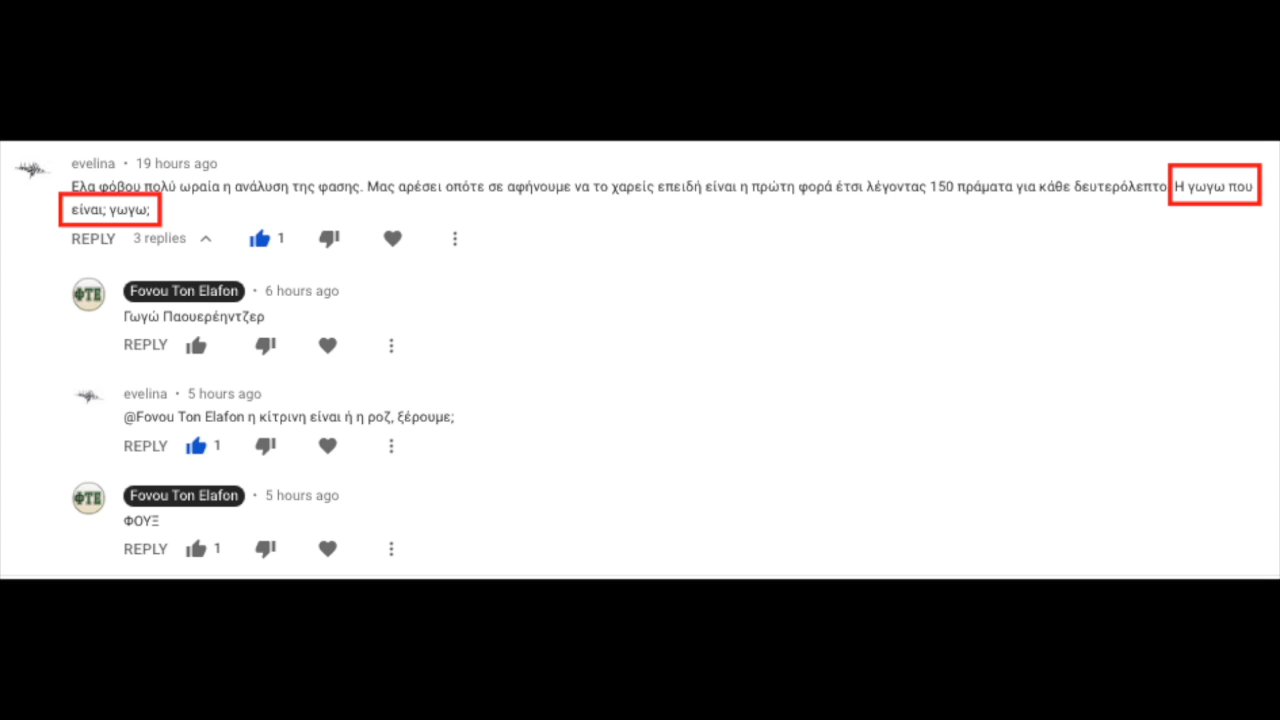 evelina • 19 hours ago
Ελα φόβου πολύ ωραία η ανάλυση της φασης. Μας αρέσει οπότε σε αφήνουμε να το χαρείς επειδή είναι η πρώτη φορά έτσι λέγοντας 150 πράματα για κάθε δευτερόλεπτο Η γωγω που
είναι; γωγω;
REPLY 3 replies 1
ΦΤΕ Fovou Ton Elafon • 6 hours ago
Γωγώ Παουερέηντζερ
REPLY
evelina • 5 hours ago
@Fovou Ton Elafon η κίτρινη είναι ή η ροζ, ξέρουμε;
REPLY 1
ΦΤΕ Fovou Ton Elafon • 5 hours ago
ΦΟΥΞ
REPLY 1